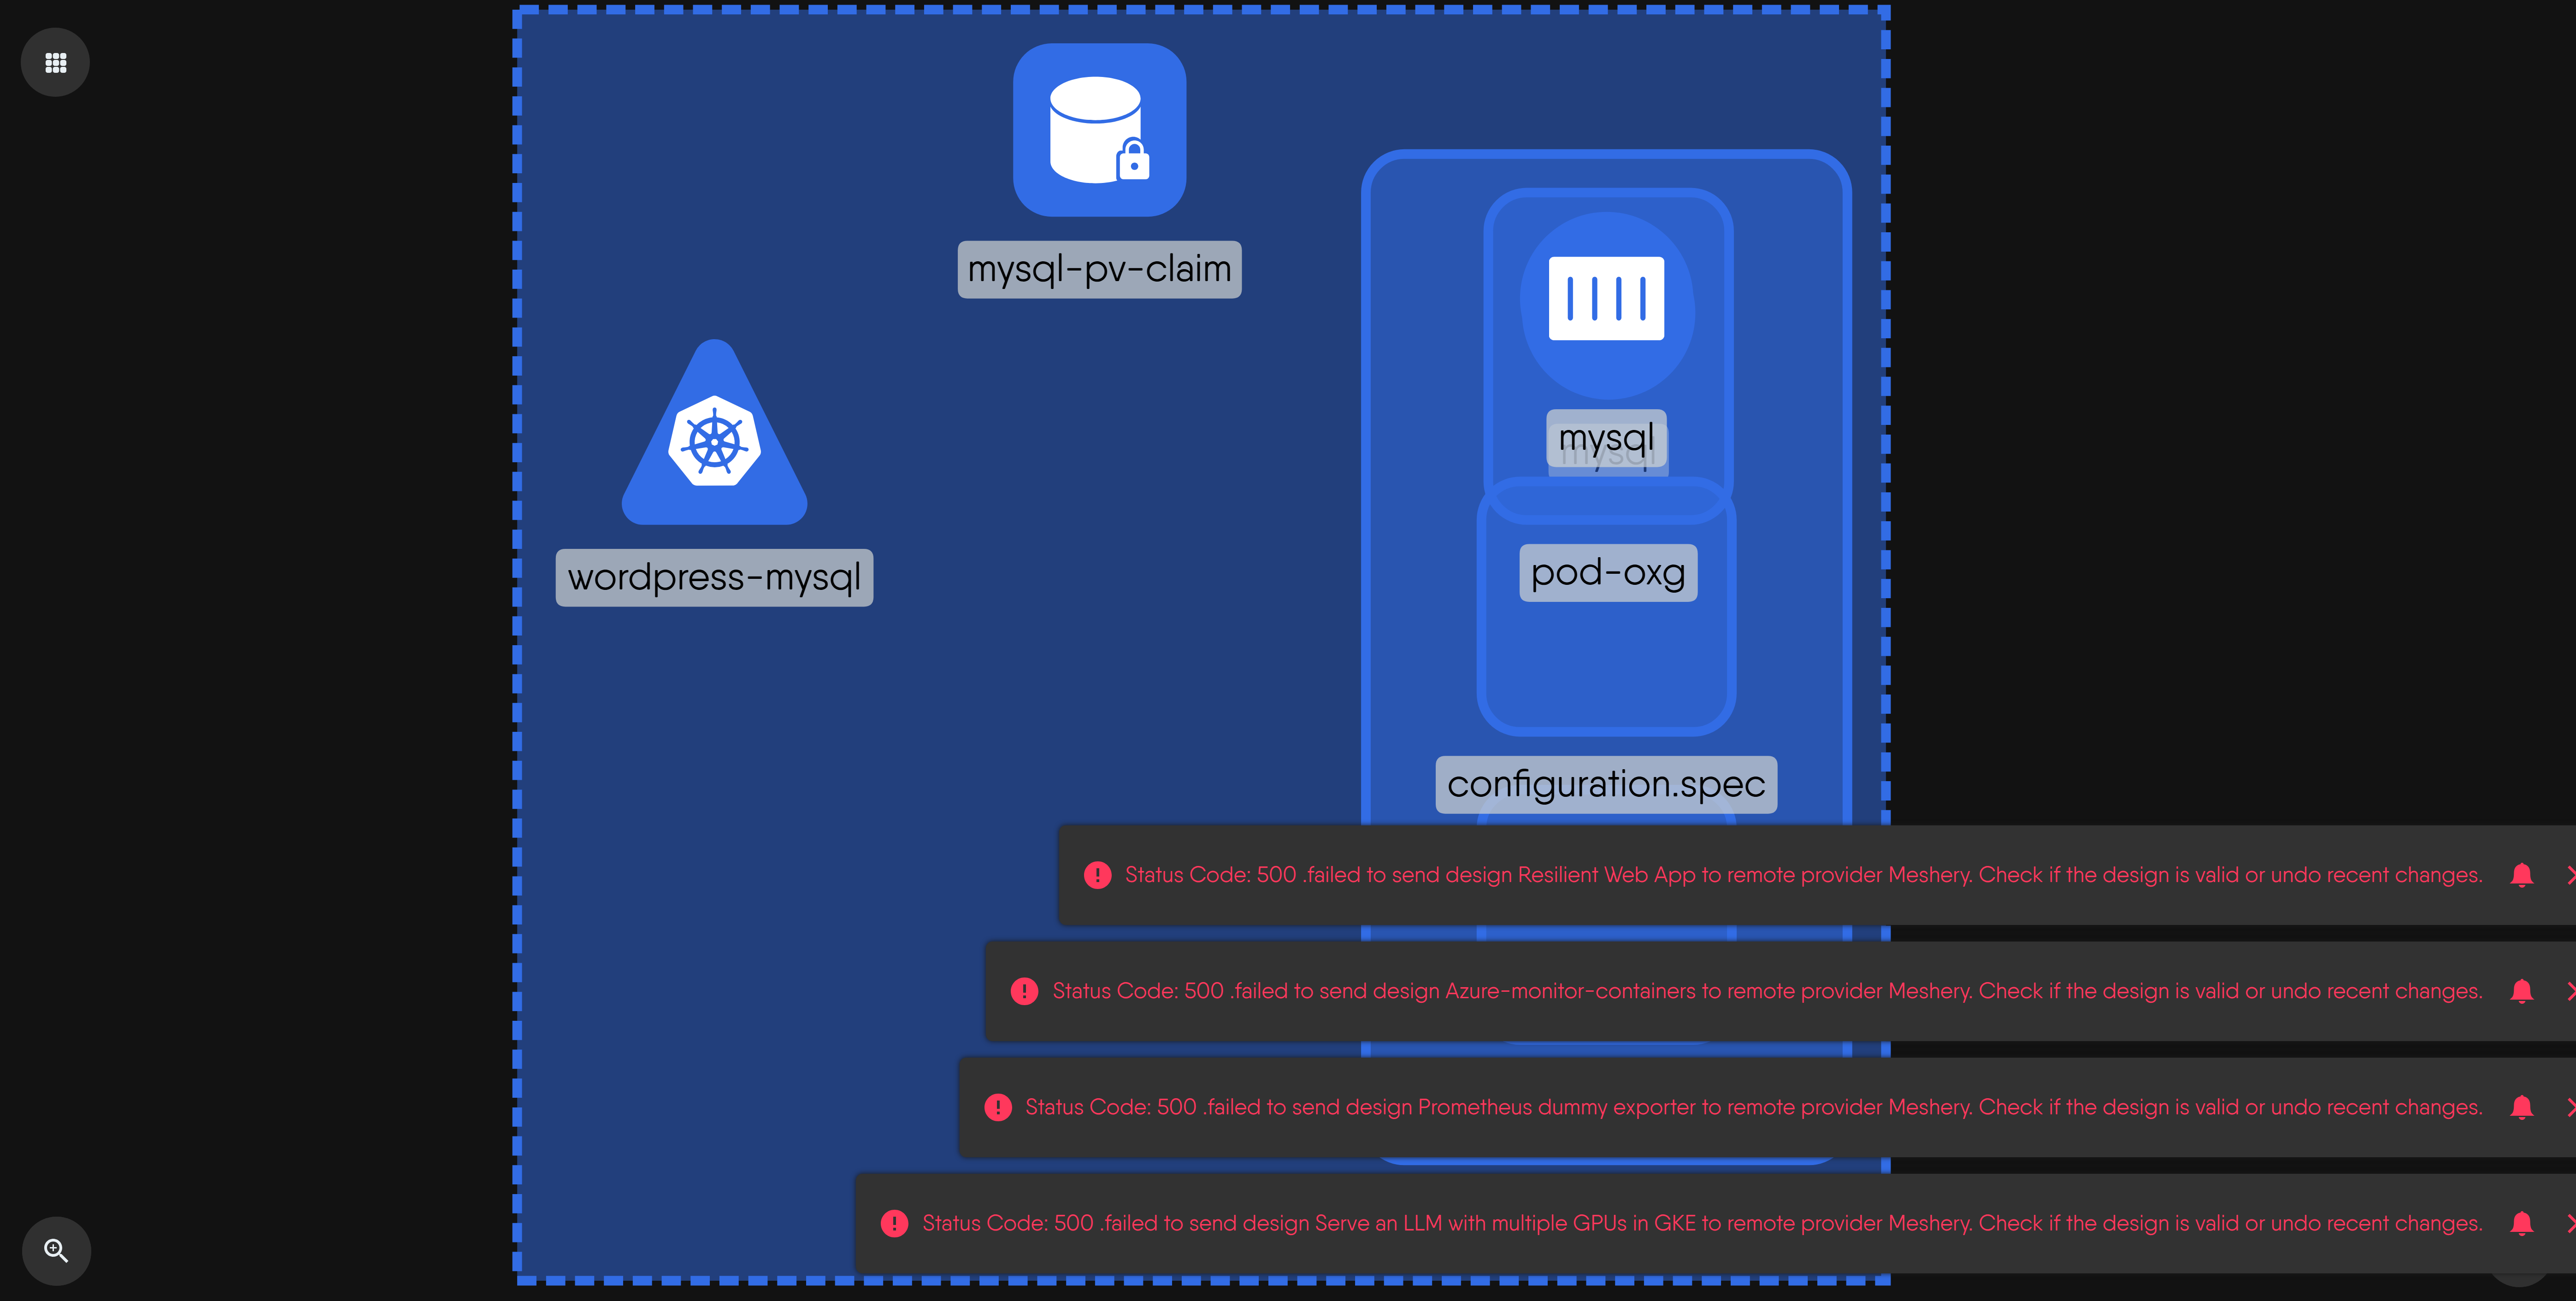 mysql-pv-claim
wordpress-mysql
mysql
mysql
pod-oxg
configuration.spec
Status Code: 500 .failed to send design Resilient Web App to remote provider Meshery. Check if the design is valid or undo recent changes.
Status Code: 500 .failed to send design Azure-monitor-containers to remote provider Meshery. Check if the design is valid or undo recent changes.
Status Code: 500 .failed to send design Prometheus dummy exporter to remote provider Meshery. Check if the design is valid or undo recent changes.
Status Code: 500 .failed to send design Serve an LLM with multiple GPUs in GKE to remote provider Meshery. Check if the design is valid or undo recent changes.